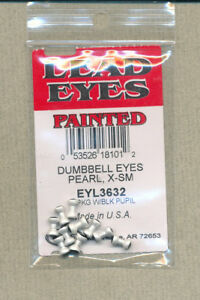 LEAD
EYES
PAINTED
0 53526 18101 2
DUMBBELL EYES
PEARL, X-SM
EYL3632
PKG W/BLK PUPIL
Made in U.S.A.
, AR 72653